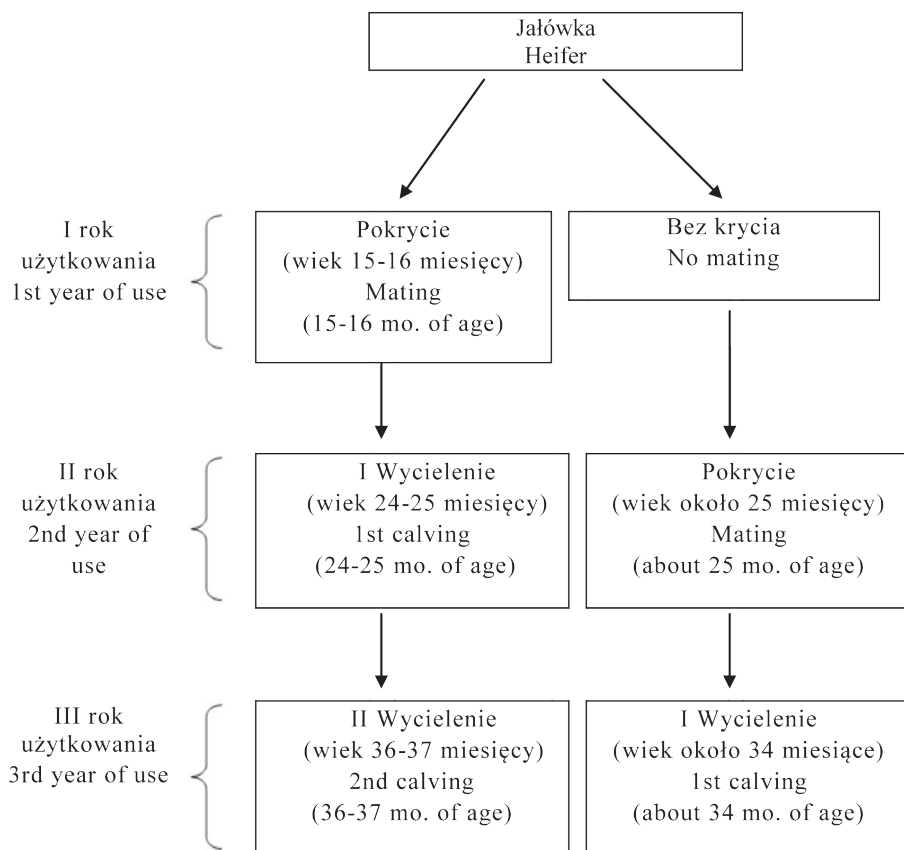 Jałówka
Heifer
I rok
użytkowania
1st year of use
Pokrycie
(wiek 15-16 miesięcy)
Mating
(15-16 mo. of age)
Bez krycia
No mating
II rok
użytkowania
2nd year of
use
I Wycielenie
(wiek 24-25 miesięcy)
1st calving
(24-25 mo. of age)
Pokrycie
(wiek około 25 miesięcy)
Mating
(about 25 mo. of age)
III rok
użytkowania
3rd year of use
II Wycielenie
(wiek 36-37 miesięcy)
2nd calving
(36-37 mo. of age)
I Wycielenie
(wiek około 34 miesiące)
1st calving
(about 34 mo. of age)